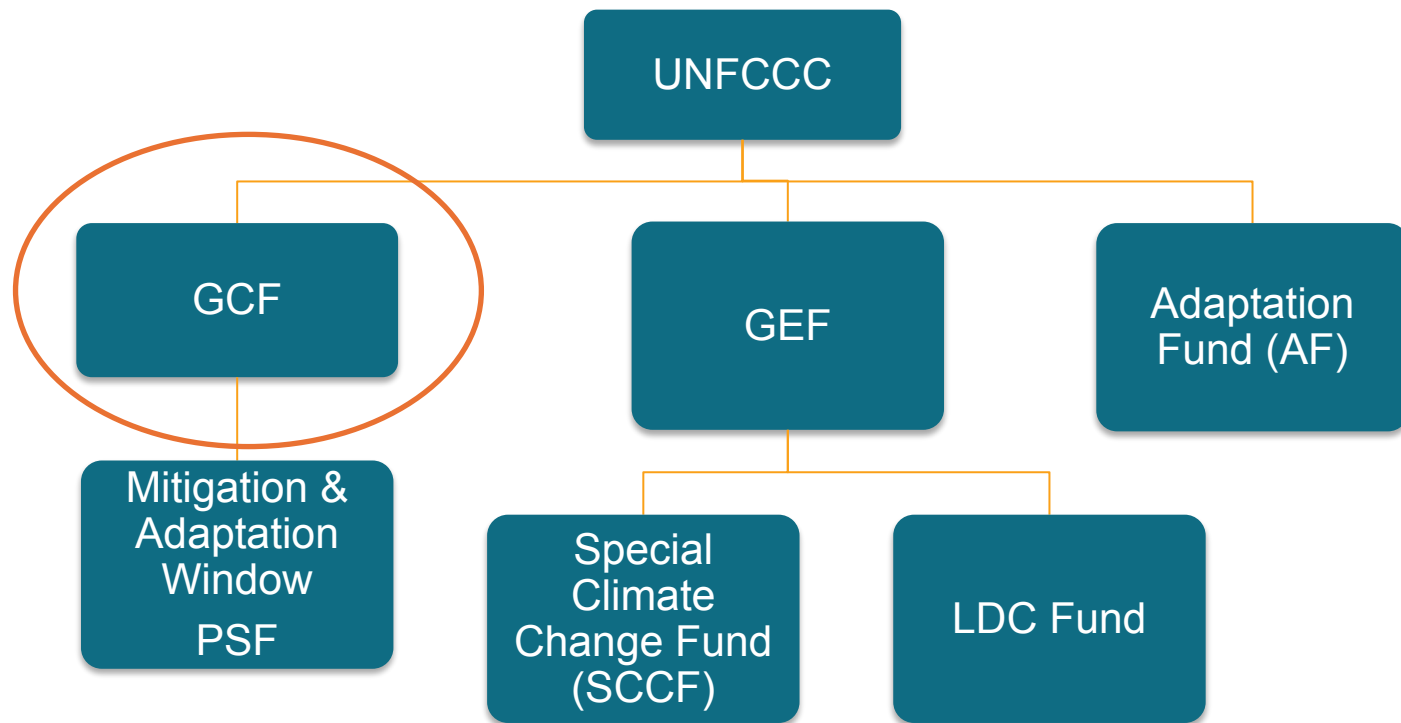 UNFCCC
GCF
GEF
Adaptation
Fund (AF)
Mitigation &
Adaptation
Window
PSF
Special
Climate
Change Fund
(SCCF)
LDC Fund